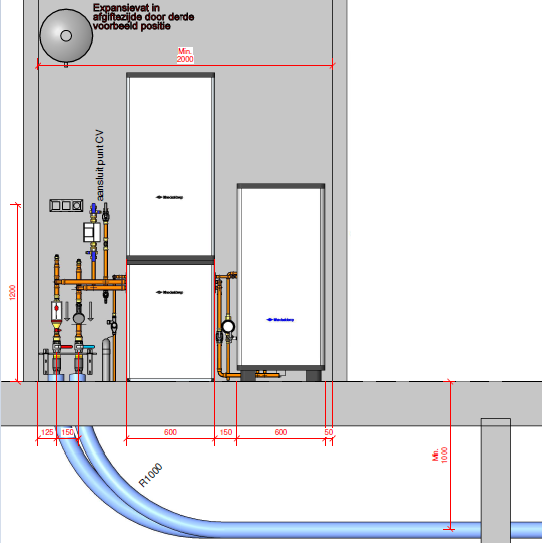 Expansievat in
afgiftezijde door derde
voorbeeld positie
Min.
2000
aansluitpunt CV
1200
125
150
600
150
600
50
R1000
Min.
1000